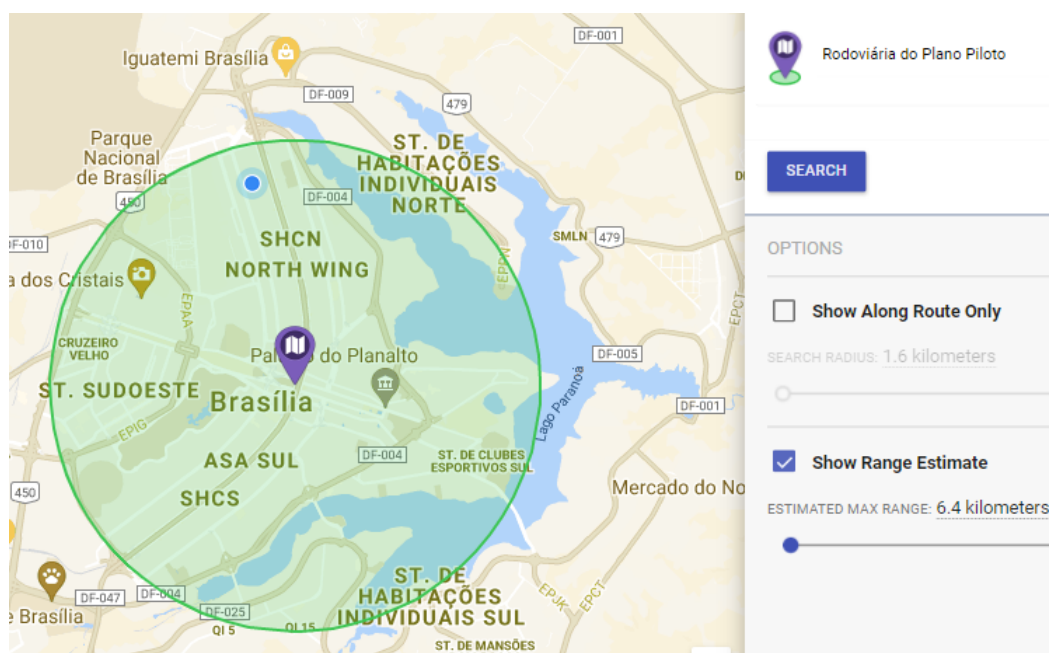 Iguatemi Brasília
DF-001
DF-009
479
Parque
Nacional
de Brasília
450
ST. DE
HABITAÇÕES
INDIVIDUAIS
NORTE
DF-004
DF-010
SHCN
NORTH WING
SMLN
479
a dos Cristais
EPAA
EPPN
EPCT
CRUZEIRO
VELHO
Palácio do Planalto
DF-005
ST. SUDOESTE
Brasília
Lago Paranoá
DF-001
EPIG
ASA SUL
DF-004
ST. DE CLUBES
ESPORTIVOS SUL
450
SHCS
Mercado do No
ST. DE
HABITAÇÕES
INDIVIDUAIS SUL
DF-047
DF-004
DF-025
e Brasília
QI 5
QL 15
EPJK
EPCT
ST. DE MANSÕES
Rodoviária do Plano Piloto
SEARCH
OPTIONS
Show Along Route Only
SEARCH RADIUS: 1.6 kilometers
Show Range Estimate
ESTIMATED MAX RANGE: 6.4 kilometers